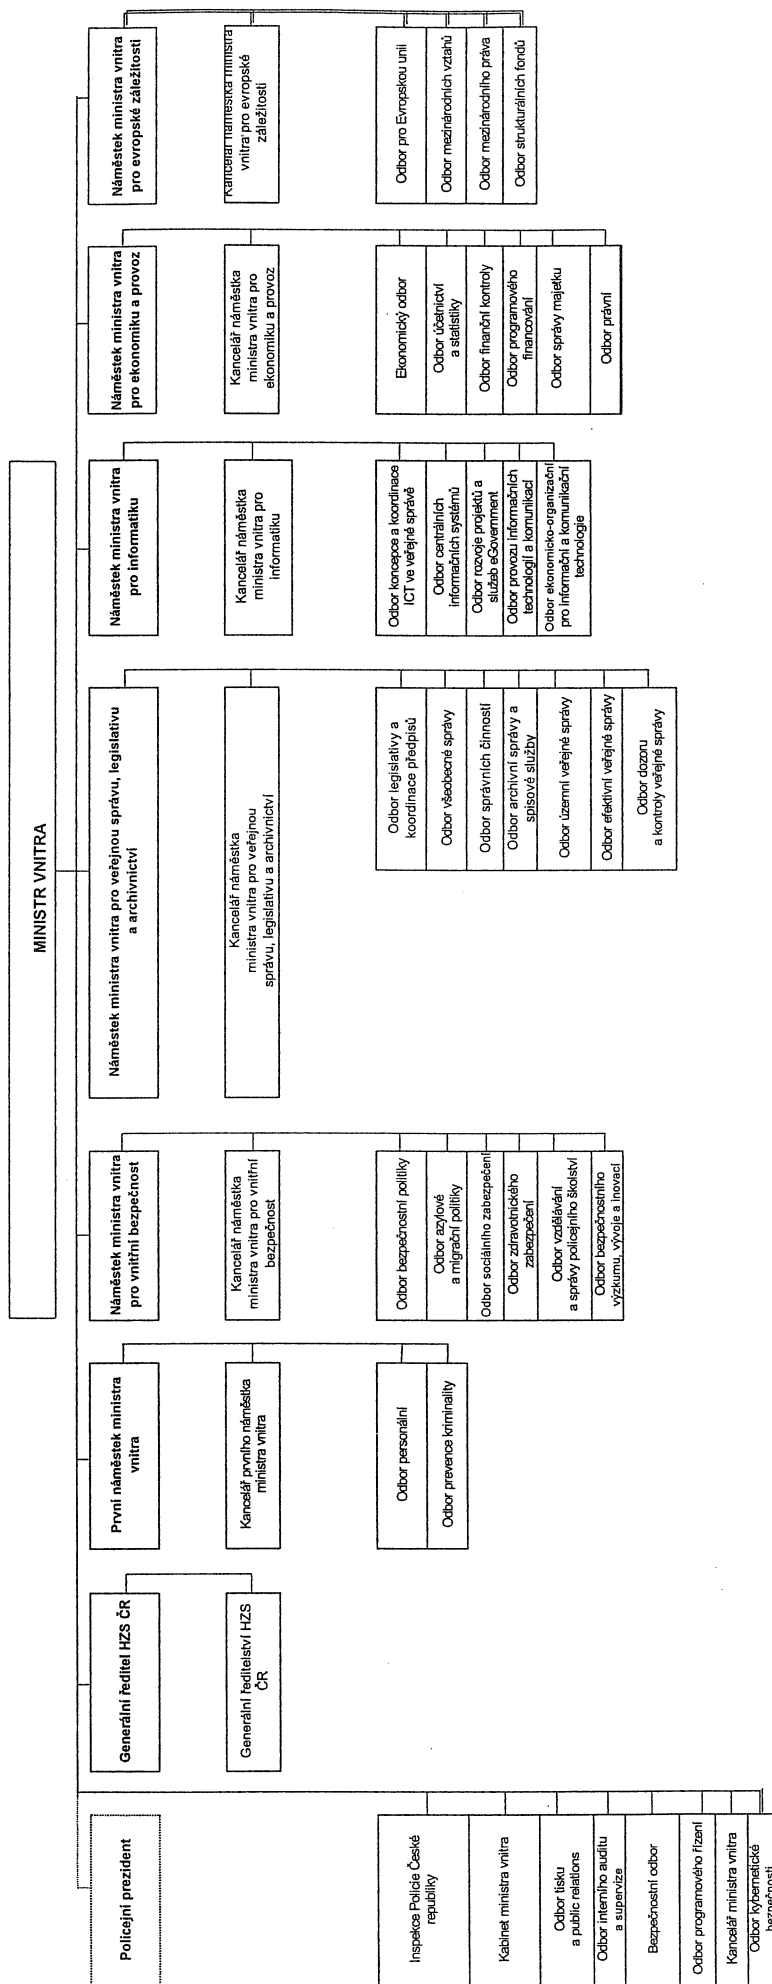 MINISTR VNITRA
Policejní prezident
Generální ředitel HZS ČR
První náměstek ministra
vnitra
Náměstek ministra vnitra
pro vnitřní bezpečnost
Náměstek ministra vnitra pro veřejnou správu, legislativu
a archivnictví
Náměstek ministra vnitra
pro informatiku
Náměstek ministra vnitra
pro ekonomiku a provoz
Náměstek ministra vnitra
pro evropské záležitosti
Generální ředitelství HZS
ČR
Kancelář prvního náměstka
ministra vnitra
Kancelář náměstka
ministra vnitra pro vnitřní
bezpečnost
Kancelář náměstka
ministra vnitra pro veřejnou
správu, legislativu a archivnictví
Kancelář náměstka
ministra vnitra pro
informatiku
Kancelář náměstka
ministra vnitra pro
ekonomiku a provoz
Kancelář náměstka ministra
vnitra pro evropské
záležitosti
Inspekce Policie České
republiky
Kabinet ministra vnitra
Odbor tisku
a public relations
Odbor interního auditu
a supervize
Bezpečnostní odbor
Odbor programového řízení
Kancelář ministra vnitra
Odbor kybernetické
bezpečnosti
Odbor personální
Odbor prevence kriminality
Odbor bezpečnostní politiky
Odbor azylové
a migrační politiky
Odbor sociálního zabezpečení
Odbor zdravotnického
zabezpečení
Odbor vzdělávání
a správy policejního školství
Odbor bezpečnostního
výzkumu, vývoje a inovací
Odbor legislativy a
koordinace předpisů
Odbor všeobecné správy
Odbor správních činností
Odbor archivní správy a
spisové služby
Odbor územní veřejné správy
Odbor efektivní veřejné správy
Odbor dozoru
a kontroly veřejné správy
Odbor koncepce a koordinace
ICT ve veřejné správě
Odbor centrálních
informačních systémů
Odbor rozvoje projektů a
služeb eGovernment
Odbor provozu informačních
technologií a komunikací
Odbor ekonomicko-organizační
pro informační a komunikační
technologie
Ekonomický odbor
Odbor účetnictví
a statistiky
Odbor finanční kontroly
Odbor programového
financování
Odbor správy majetku
Odbor právní
Odbor pro Evropskou unii
Odbor mezinárodních vztahů
Odbor mezinárodního práva
Odbor strukturálních fondů